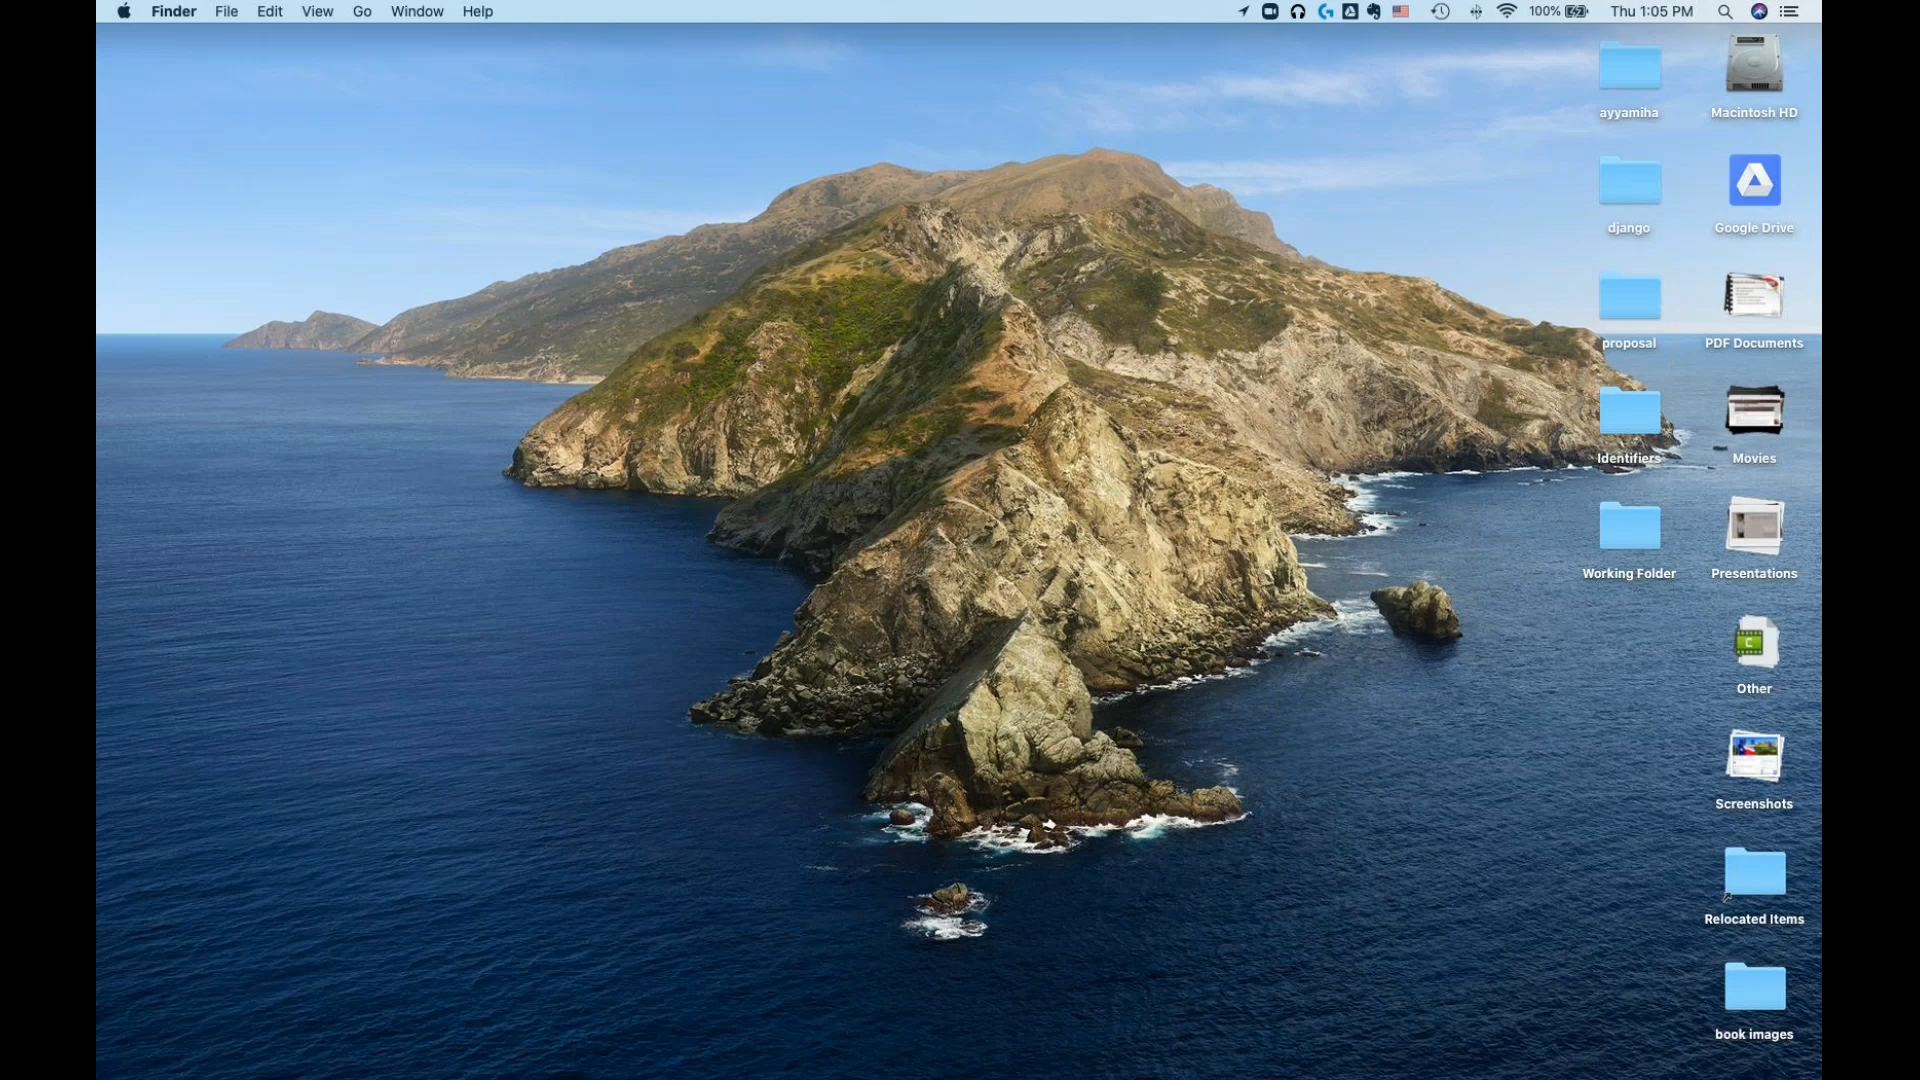 Finder File Edit View Go Window Help 100% Thu 1:05 PM
ayyamiha Macintosh HD
django Google Drive
proposal PDF Documents
Identifiers Movies
Working Folder Presentations
Other
Screenshots
Relocated Items
book images